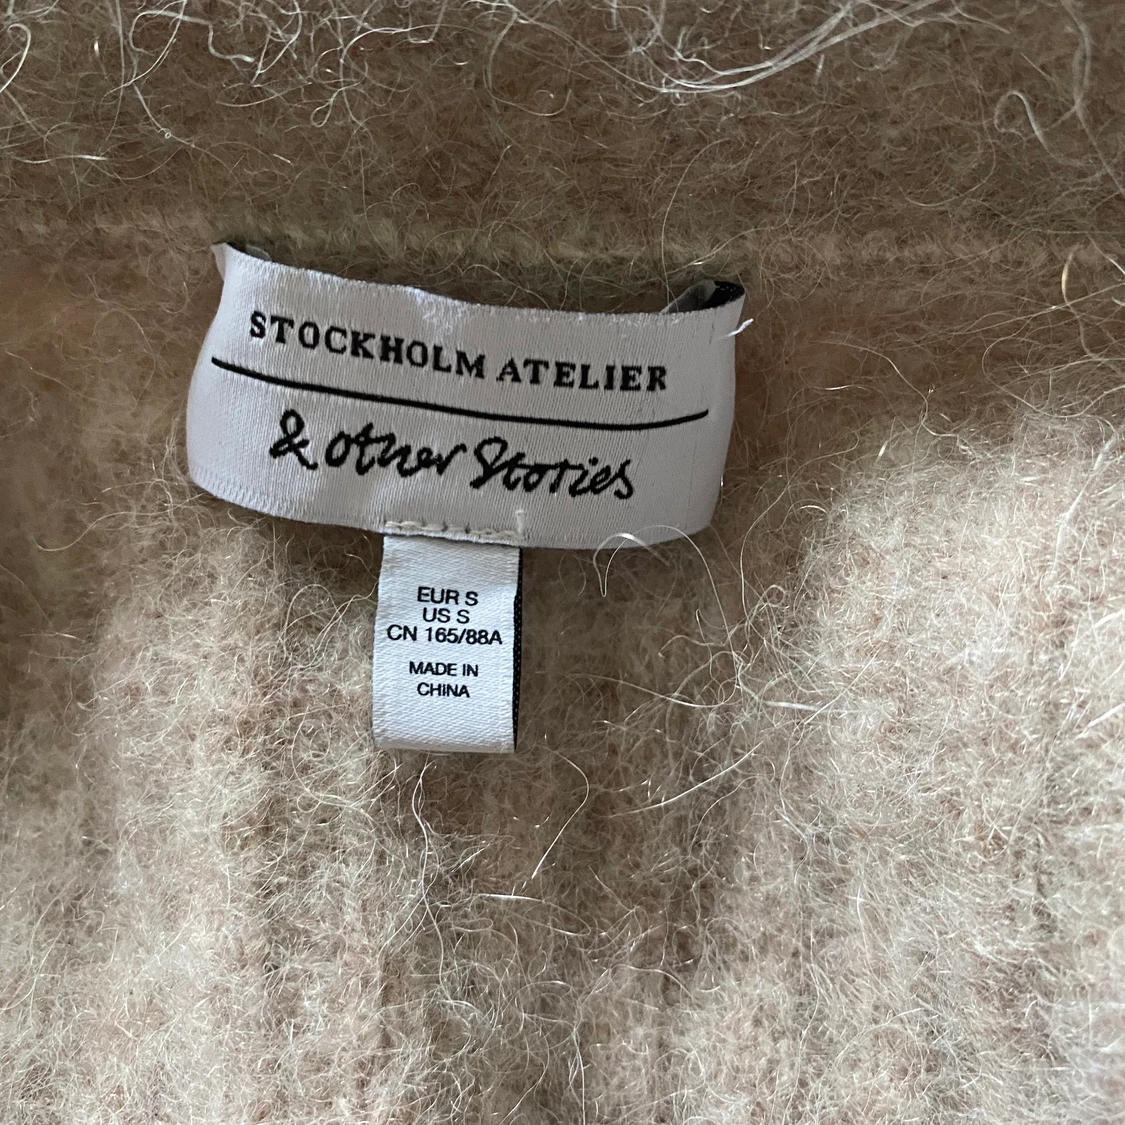 STOCKHOLM ATELIER
& other Stories
EUR S
US S
CN 165/88A
MADE IN
CHINA